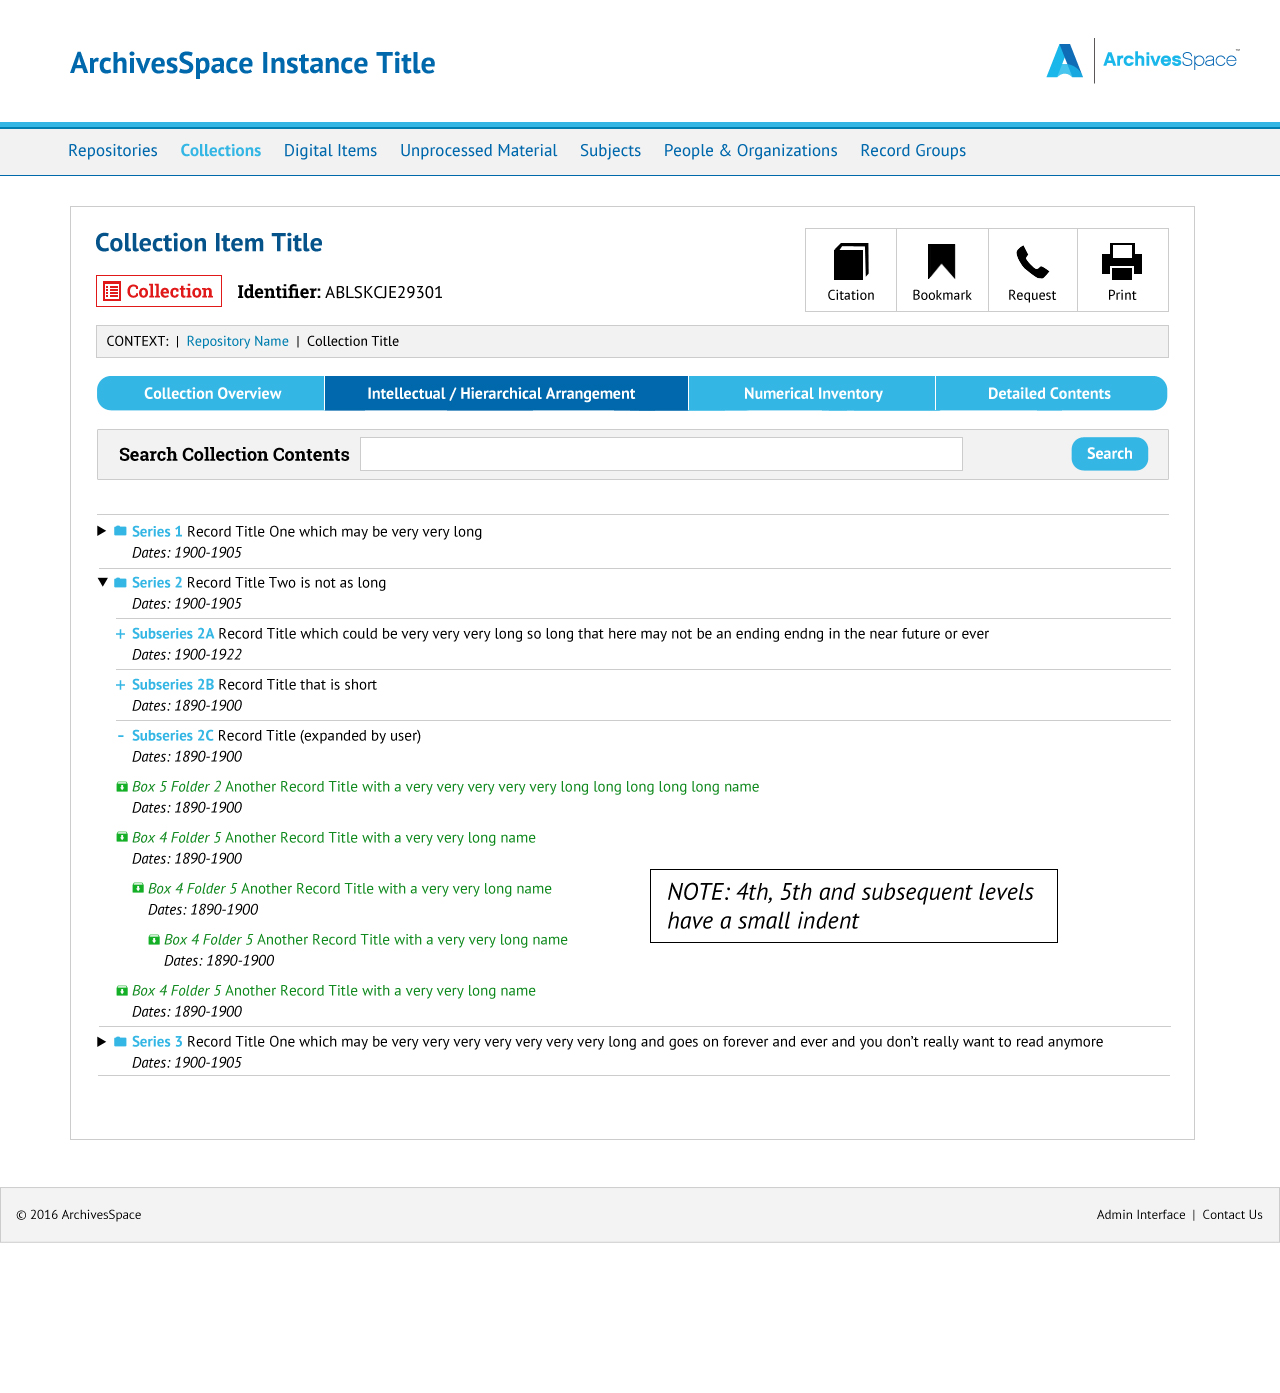 ArchivesSpace Instance Title
ArchivesSpace™
Repositories Collections Digital Items Unprocessed Material Subjects People & Organizations Record Groups
Collection Item Title
Collection Identifier: ABLSKCJE29301
Citation Bookmark Request Print
CONTEXT: | Repository Name | Collection Title
Collection Overview Intellectual / Hierarchical Arrangement Numerical Inventory Detailed Contents
Search Collection Contents Search
Series 1 Record Title One which may be very very long
Dates: 1900-1905
Series 2 Record Title Two is not as long
Dates: 1900-1905
+ Subseries 2A Record Title which could be very very very long so long that here may not be an ending endng in the near future or ever
Dates: 1900-1922
+ Subseries 2B Record Title that is short
Dates: 1890-1900
- Subseries 2C Record Title (expanded by user)
Dates: 1890-1900
Box 5 Folder 2 Another Record Title with a very very very very very long long long long long name
Dates: 1890-1900
Box 4 Folder 5 Another Record Title with a very very long name
Dates: 1890-1900
Box 4 Folder 5 Another Record Title with a very very long name
Dates: 1890-1900
Box 4 Folder 5 Another Record Title with a very very long name
Dates: 1890-1900
NOTE: 4th, 5th and subsequent levels
have a small indent
Box 4 Folder 5 Another Record Title with a very very long name
Dates: 1890-1900
Series 3 Record Title One which may be very very very very very very very long and goes on forever and ever and you don't really want to read anymore
Dates: 1900-1905
© 2016 ArchivesSpace
Admin Interface | Contact Us